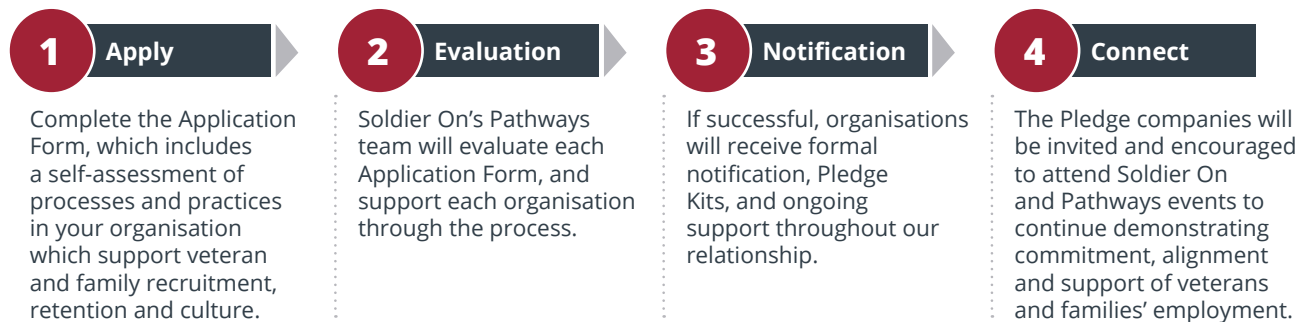 1 Apply
Complete the Application
Form, which includes
a self-assessment of
processes and practices
in your organisation
which support veteran
and family recruitment,
retention and culture.
2 Evaluation
Soldier On's Pathways
team will evaluate each
Application Form, and
support each organisation
through the process.
3 Notification
If successful, organisations
will receive formal
notification, Pledge
Kits, and ongoing
support throughout our
relationship.
4 Connect
The Pledge companies will
be invited and encouraged
to attend Soldier On
and Pathways events to
continue demonstrating
commitment, alignment
and support of veterans
and families' employment.